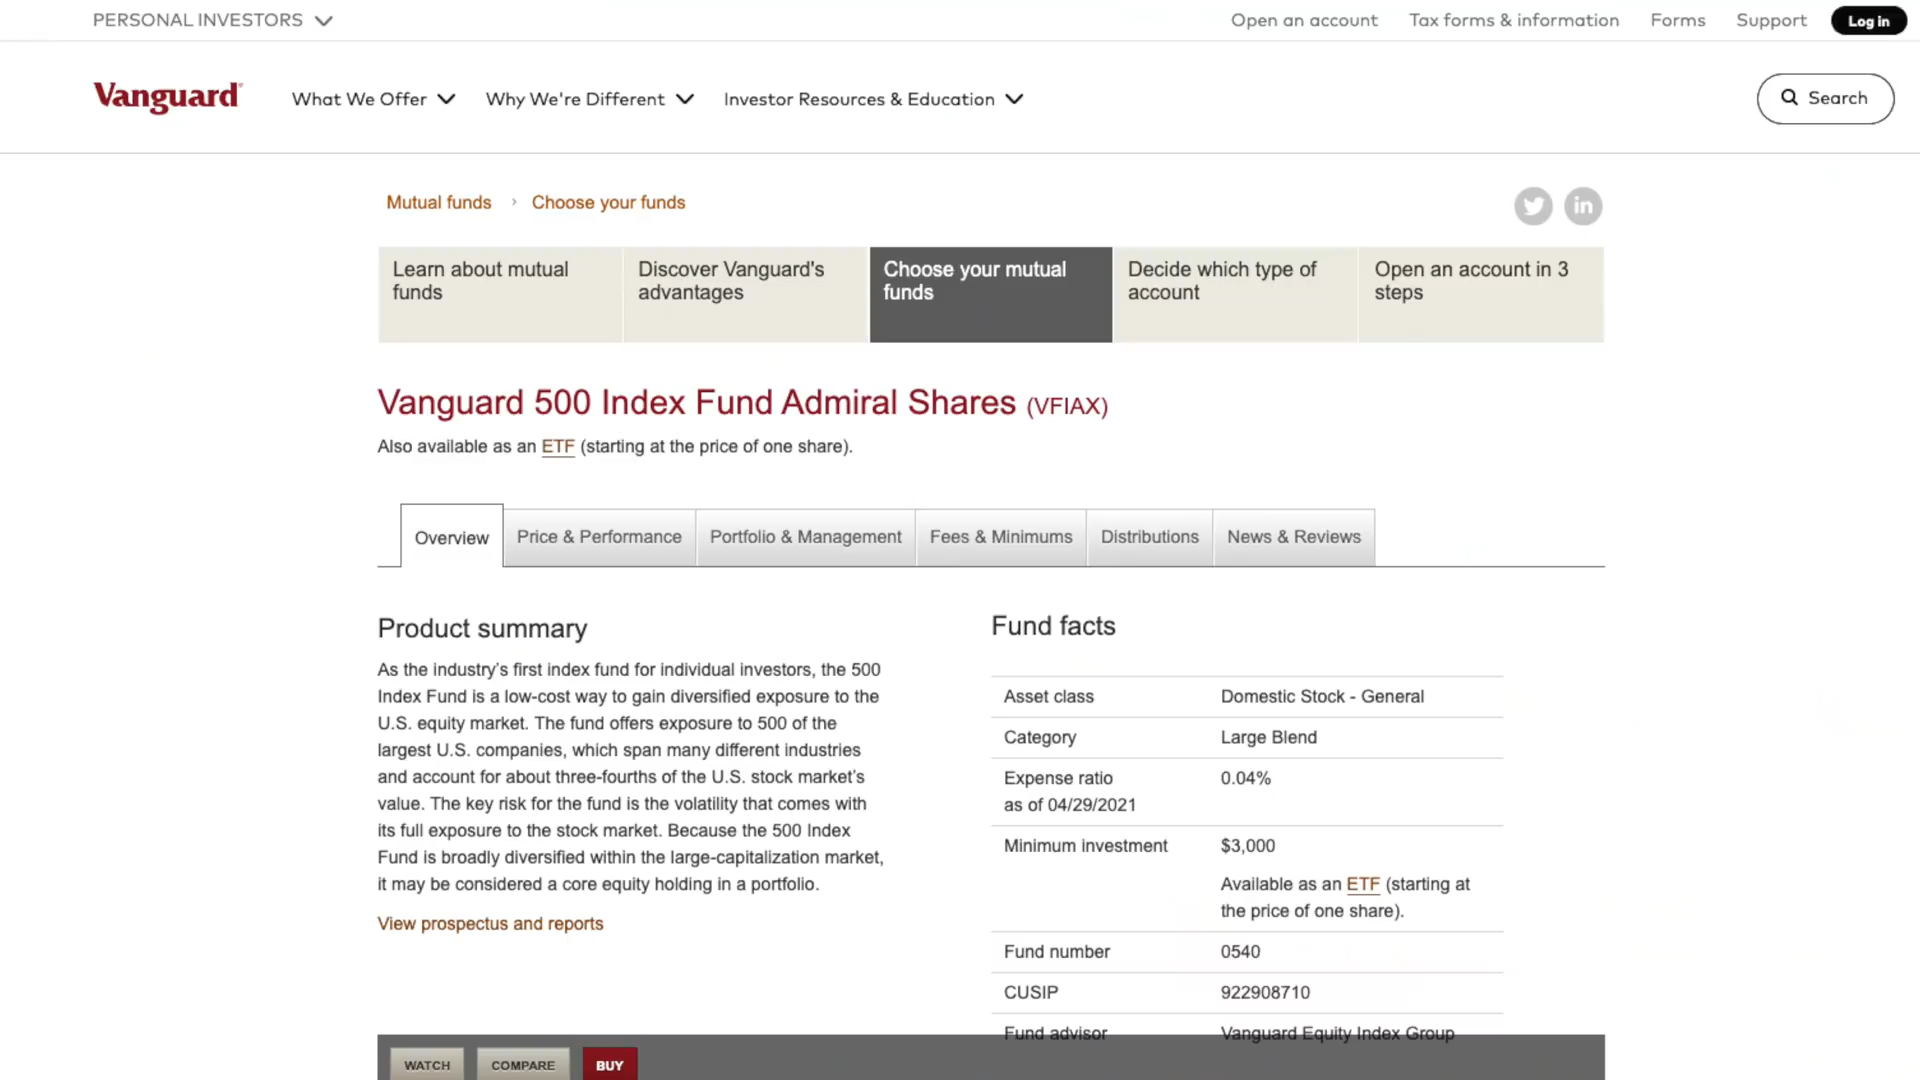 PERSONAL INVESTORS
Open an account
Tax forms & information
Forms
Support
Log in
Vanguard
What We Offer
Why We're Different
Investor Resources & Education
Search
Mutual funds › Choose your funds
in
Learn about mutual
funds
Discover Vanguard's
advantages
Choose your mutual
funds
Decide which type of
account
Open an account in 3
steps
Vanguard 500 Index Fund Admiral Shares (VFIAX)
Also available as an ETF (starting at the price of one share).
Overview
Price & Performance
Portfolio & Management
Fees & Minimums
Distributions
News & Reviews
Product summary
As the industry’s first index fund for individual investors, the 500
Index Fund is a low-cost way to gain diversified exposure to the
U.S. equity market. The fund offers exposure to 500 of the
largest U.S. companies, which span many different industries
and account for about three-fourths of the U.S. stock market’s
value. The key risk for the fund is the volatility that comes with
its full exposure to the stock market. Because the 500 Index
Fund is broadly diversified within the large-capitalization market,
it may be considered a core equity holding in a portfolio.
View prospectus and reports
Fund facts
Asset class Domestic Stock - General
Category Large Blend
Expense ratio 0.04%
as of 04/29/2021
Minimum investment $3,000
Available as an ETF (starting at
the price of one share).
Fund number 0540
CUSIP 922908710
Fund advisor Vanguard Equity Index Group
WATCH
COMPARE
BUY